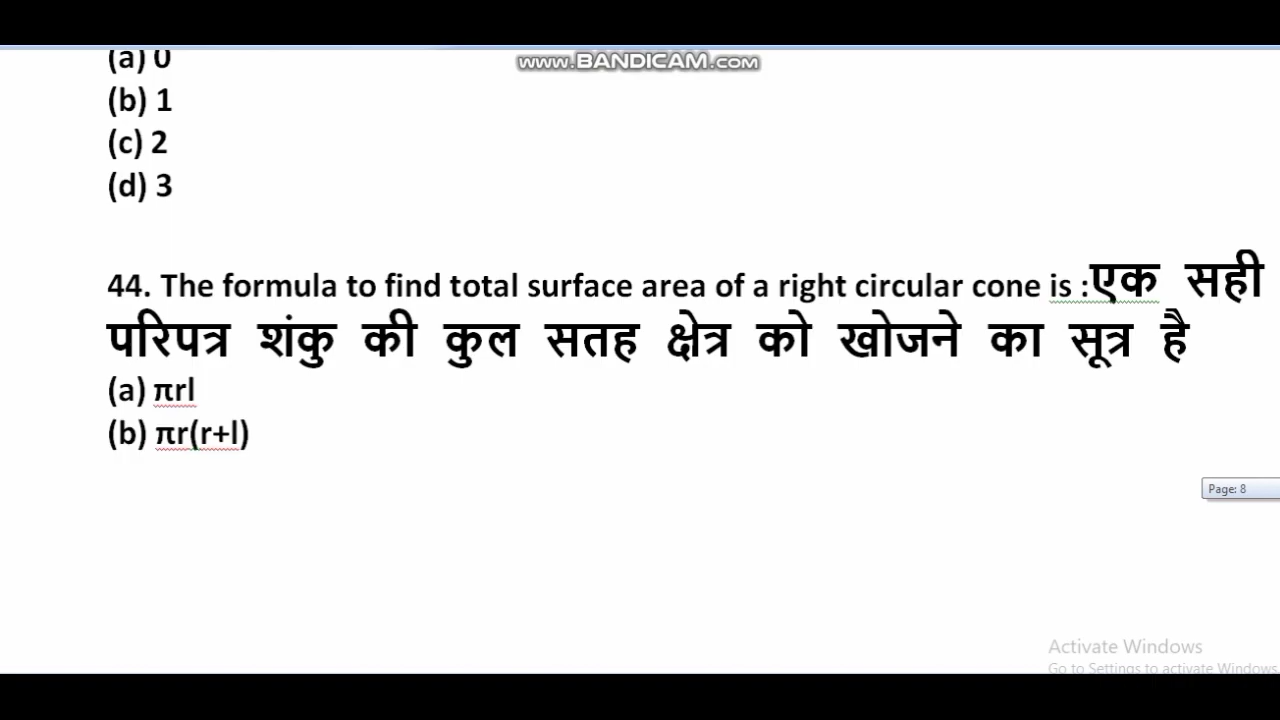 (a) 0
www.BANDICAM.com
(b) 1
(c) 2
(d) 3
44. The formula to find total surface area of a right circular cone is :एक सही
परिपत्र शंकु की कुल सतह क्षेत्र को खोजने का सूत्र है
(a) πrl
(b) πr(r+l)
Page: 8
Activate Windows
Go to Settings to activate Windows